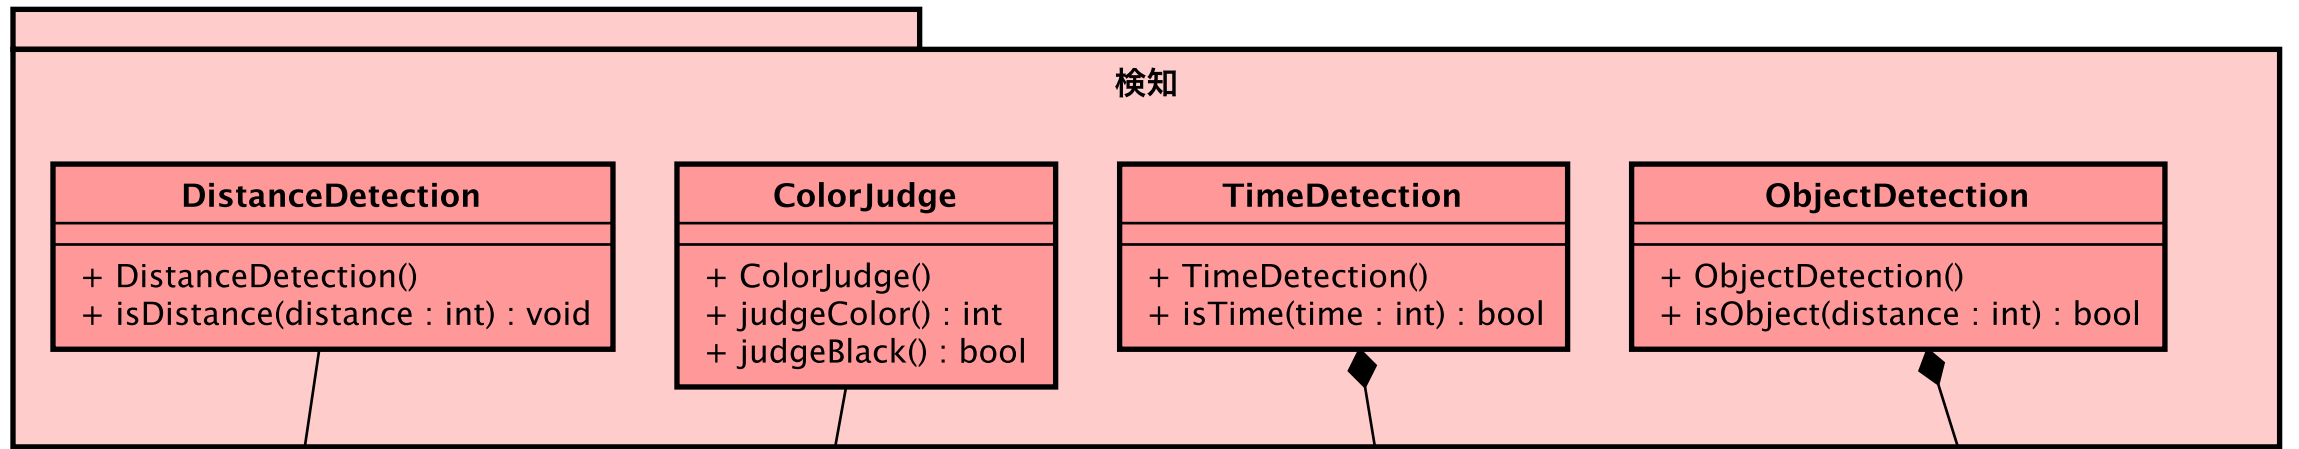 検知
DistanceDetection
+ DistanceDetection()
+ isDistance(distance : int) : void
ColorJudge
+ ColorJudge()
+ judgeColor() : int
+ judgeBlack() : bool
TimeDetection
+ TimeDetection()
+ isTime(time : int) : bool
ObjectDetection
+ ObjectDetection()
+ isObject(distance : int) : bool